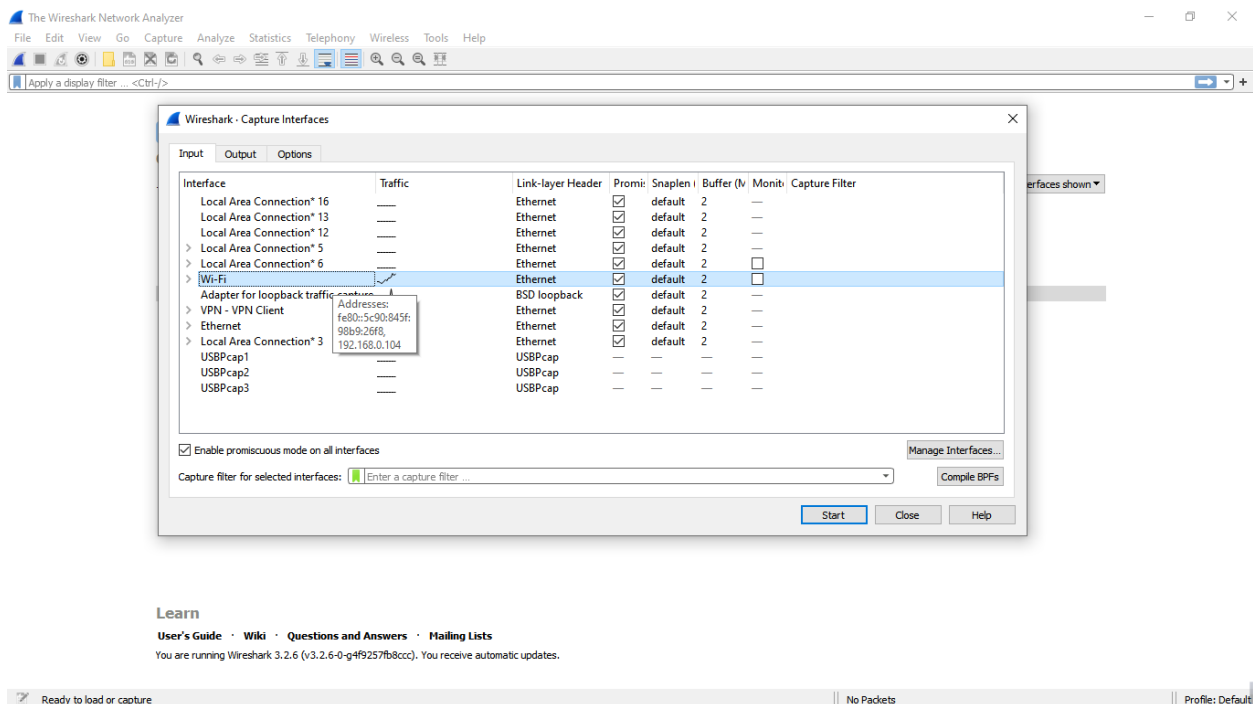 The Wireshark Network Analyzer
File Edit View Go Capture Analyze Statistics Telephony Wireless Tools Help
Apply a display filter ... <Ctrl-/>
Wireshark · Capture Interfaces
Input Output Options
Interface Traffic Link-layer Header Promi: Snaplen ( Buffer (M Monit( Capture Filter
erfaces shown
Local Area Connection* 16 Ethernet default 2 —
Local Area Connection* 13 Ethernet default 2 —
Local Area Connection* 12 Ethernet default 2 —
Local Area Connection* 5 Ethernet default 2 —
Local Area Connection* 6 Ethernet default 2
Wi-Fi Ethernet default 2
Adapter for loopback traffic capture BSD loopback default 2 —
VPN - VPN Client Ethernet default 2 —
Ethernet Ethernet default 2 —
Local Area Connection* 3 Ethernet default 2 —
USBPcap1 USBPcap — — — —
USBPcap2 USBPcap — — — —
USBPcap3 USBPcap — — — —
Addresses:
fe80::5c90:845f:
98b9:26f8,
192.168.0.104
Enable promiscuous mode on all interfaces
Manage Interfaces...
Capture filter for selected interfaces: Enter a capture filter ...
Compile BPFs
Start Close Help
Learn
User's Guide · Wiki · Questions and Answers · Mailing Lists
You are running Wireshark 3.2.6 (v3.2.6-0-g4f9257fb8ccc). You receive automatic updates.
Ready to load or capture No Packets Profile: Default